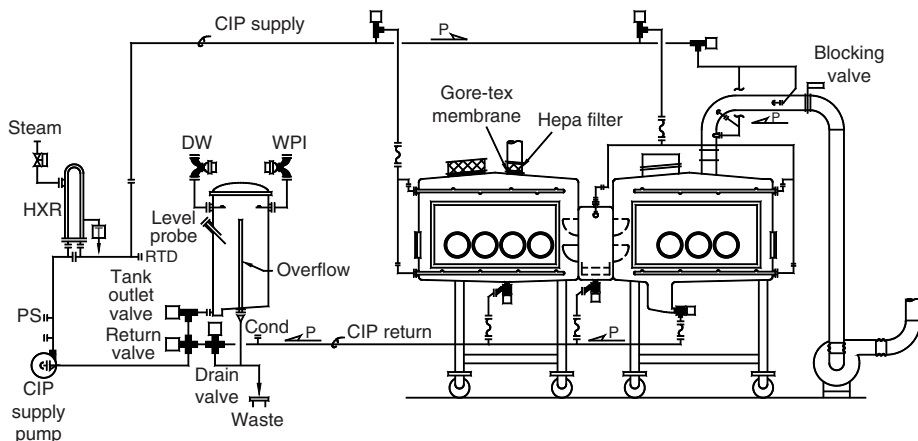 CIP supply
P
Blocking
valve
Gore-tex
membrane
Hepa filter
P
Steam
DW
WPI
HXR
Level
probe
RTD
Overflow
Tank
outlet
valve
PS
Return
valve
Cond
P
CIP return
P
Drain
valve
CIP
supply
pump
Waste